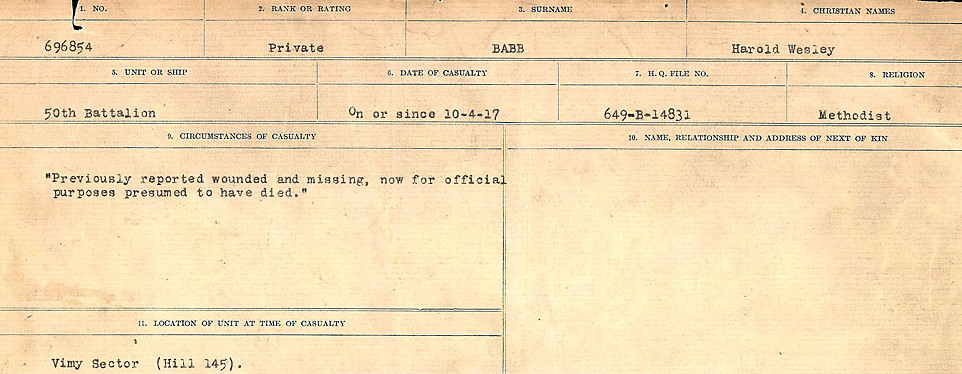 1. NO. 2. RANK OR RATING 3. SURNAME 4. CHRISTIAN NAMES
696854 Private BABB Harold Wesley
5. UNIT OR SHIP 6. DATE OF CASUALTY 7. H. Q. FILE NO. 8. RELIGION
50th Battalion On or since 10-4-17 649-B-14831 Methodist
9. CIRCUMSTANCES OF CASUALTY 10. NAME, RELATIONSHIP AND ADDRESS OF NEXT OF KIN
"Previously reported wounded and missing, now for official
purposes presumed to have died."
11. LOCATION OF UNIT AT TIME OF CASUALTY
Vimy Sector (Hill 145).